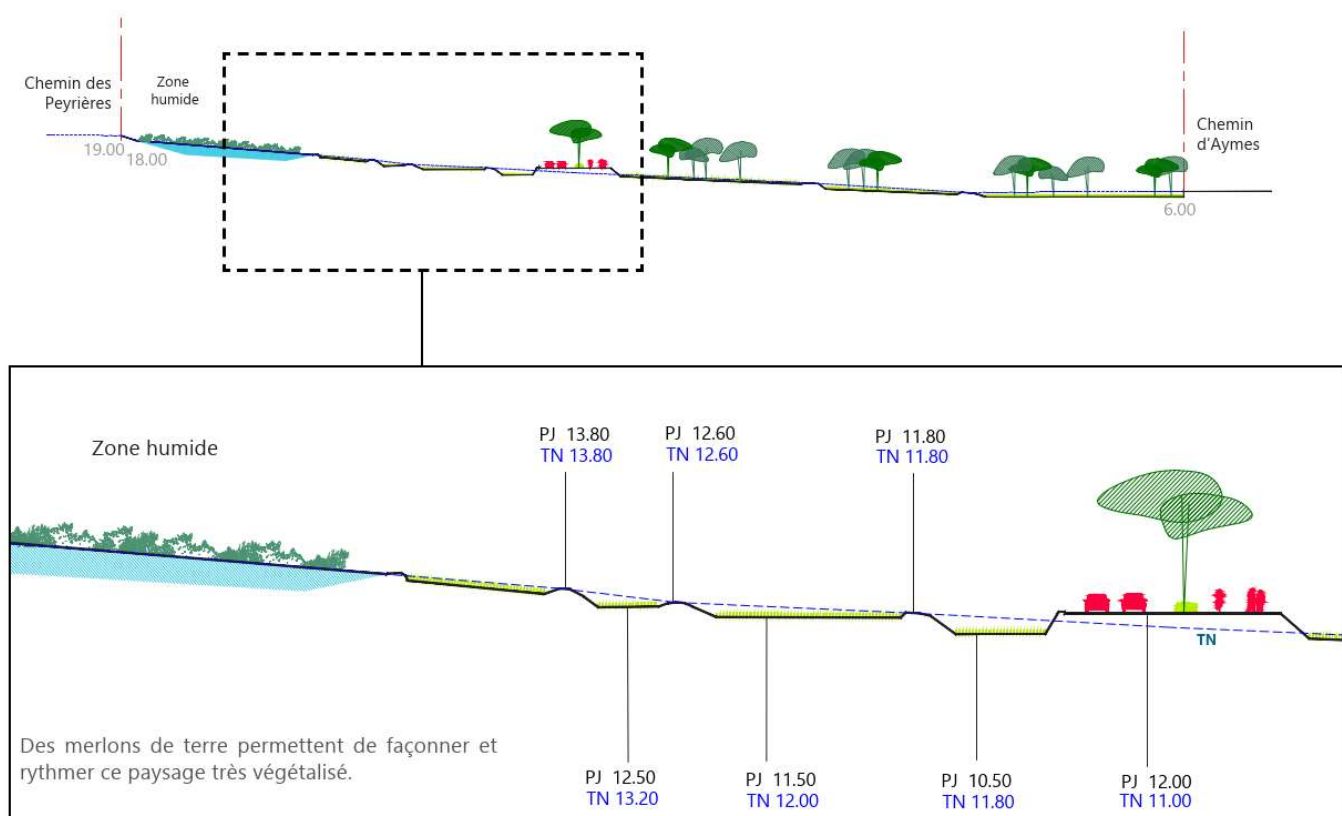 Chemin des
Peyrières
Zone
humide
19.00
18.00
Chemin
d'Aymes
6.00
Zone humide
PJ 13.80
TN 13.80
PJ 12.60
TN 12.60
PJ 11.80
TN 11.80
TN
Des merlons de terre permettent de façonner et
rythmer ce paysage très végétalisé.
PJ 12.50
TN 13.20
PJ 11.50
TN 12.00
PJ 10.50
TN 11.80
PJ 12.00
TN 11.00